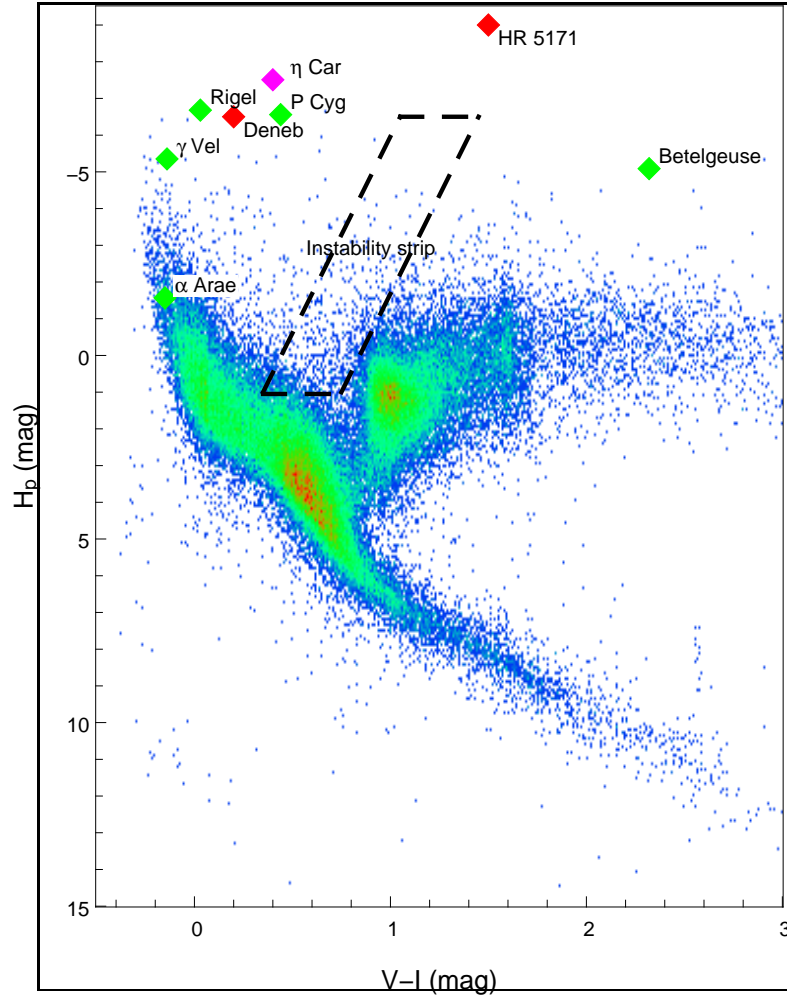 HR 5171
η Car
Rigel
P Cyg
Deneb
γ Vel
Betelgeuse
Instability strip
α Arae
−5
0
5
10
15
Hp (mag)
0
1
2
3
V−I (mag)